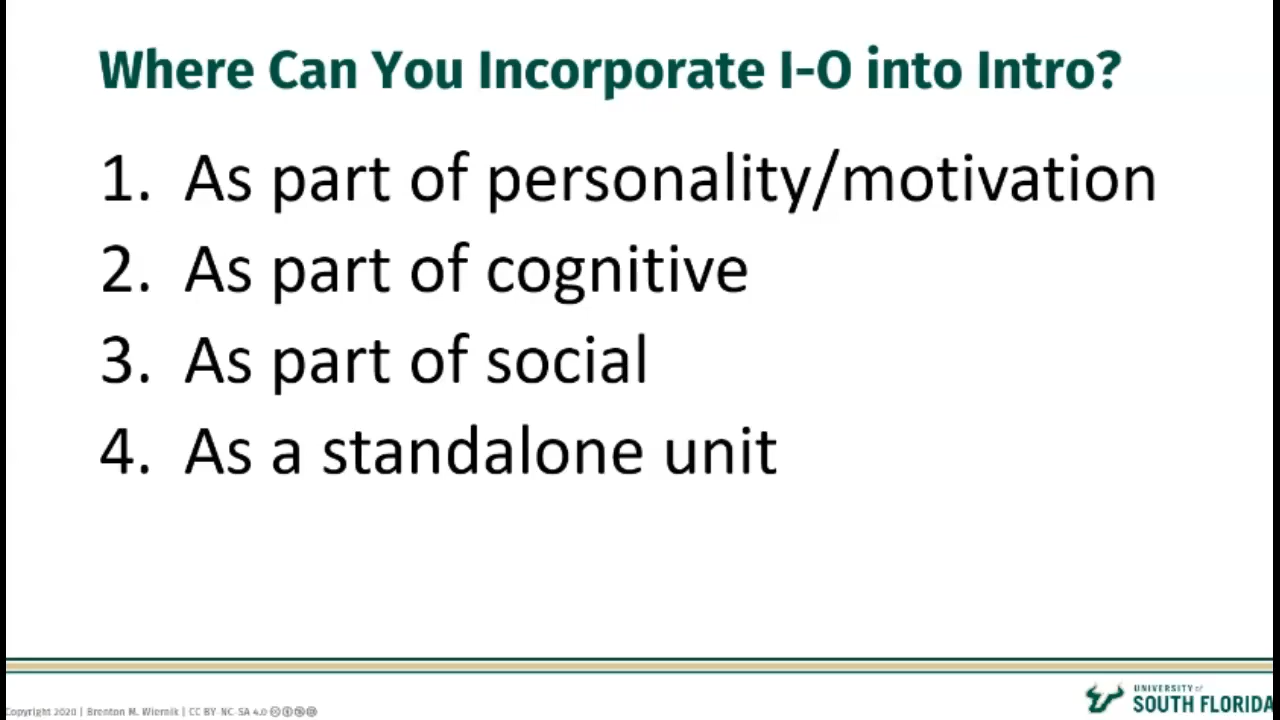 Where Can You Incorporate I-O into Intro?
1. As part of personality/motivation
2. As part of cognitive
3. As part of social
4. As a standalone unit
Copyright 2020 | Brenton M. Wiernik | CC BY-NC-SA 4.0
UNIVERSITY of
SOUTH FLORIDA